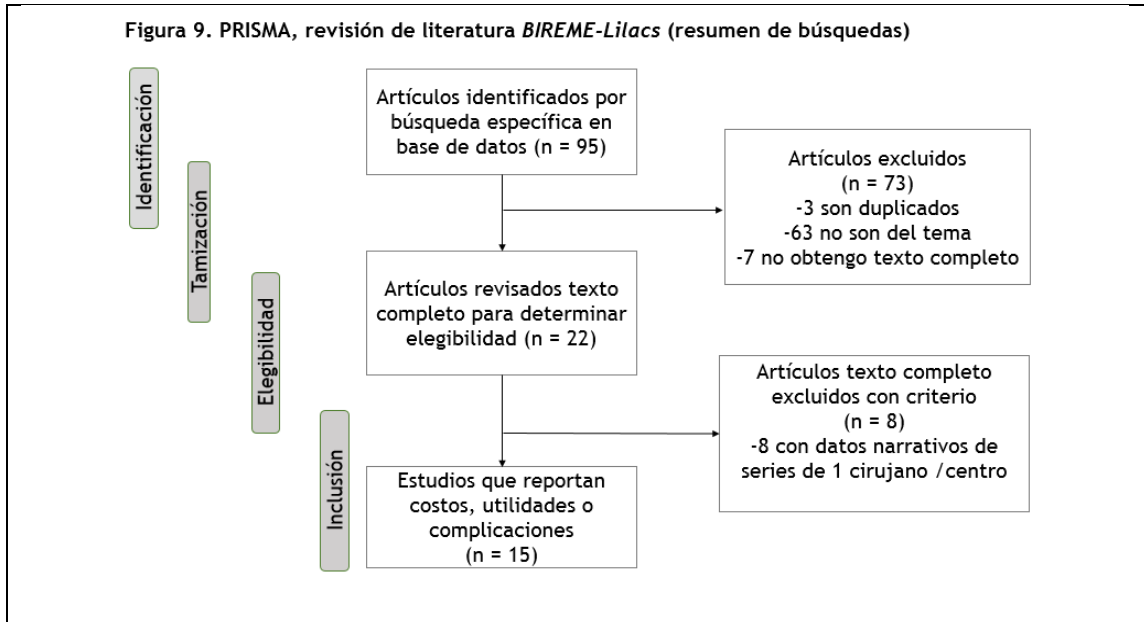 Figura 9. PRISMA, revisión de literatura BIREME-Lilacs (resumen de búsquedas)
Identificación
Tamización
Elegibilidad
Inclusión
Artículos identificados por
búsqueda específica en
base de datos (n = 95)
Artículos excluidos
(n = 73)
-3 son duplicados
-63 no son del tema
-7 no obtengo texto completo
Artículos revisados texto
completo para determinar
elegibilidad (n = 22)
Artículos texto completo
excluidos con criterio
(n = 8)
-8 con datos narrativos de
series de 1 cirujano /centro
Estudios que reportan
costos, utilidades o
complicaciones
(n = 15)